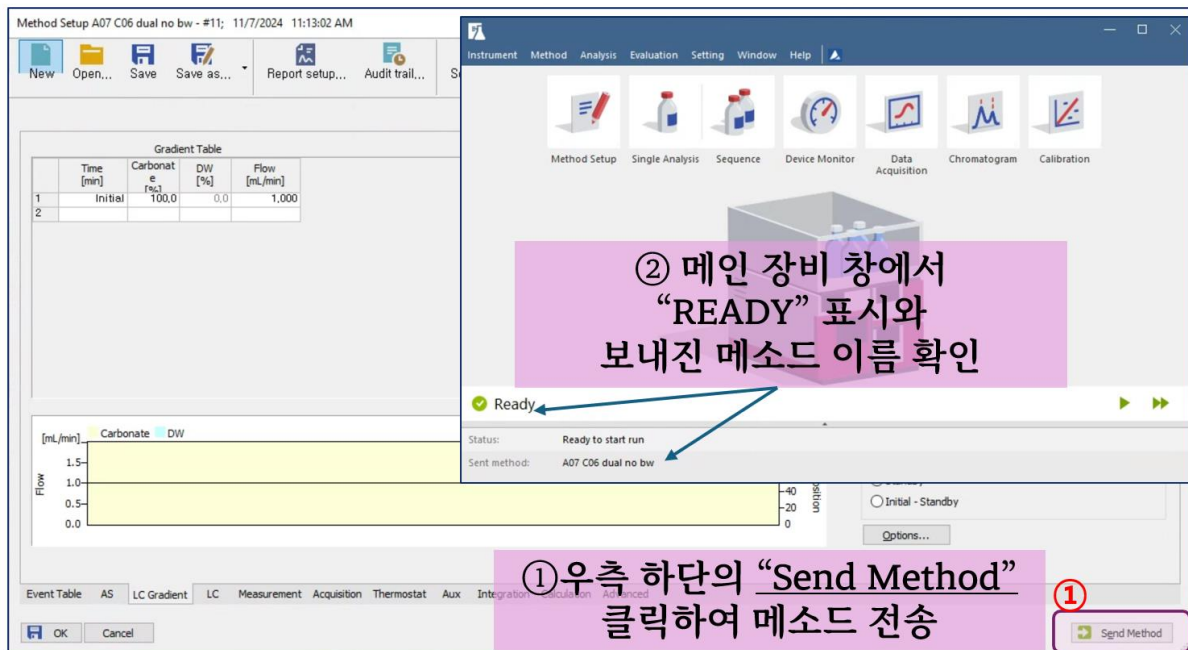 Method Setup A07 C06 dual no bw - #11; 11/7/2024 11:13:02 AM
New Open... Save Save as... Report setup... Audit trail...
Gradient Table
Time [min] Carbonat e [%] DW [%] Flow [mL/min]
1 Initial 100,0 0,0 1,000
2
Instrument Method Analysis Evaluation Setting Window Help
Method Setup Single Analysis Sequence Device Monitor Data Acquisition Chromatogram Calibration
② 메인 장비 창에서
“READY” 표시와
보내진 메소드 이름 확인
Ready
Status: Ready to start run
Sent method: A07 C06 dual no bw
[mL/min] Carbonate DW
Flow
1.5
1.0
0.5
0.0
40
20
0
Initial - Standby
Options...
①우측 하단의 “Send Method”
클릭하여 메소드 전송
①
Event Table AS LC Gradient LC Measurement Acquisition Thermostat Aux Integration Calculation Advanced
OK Cancel
Send Method